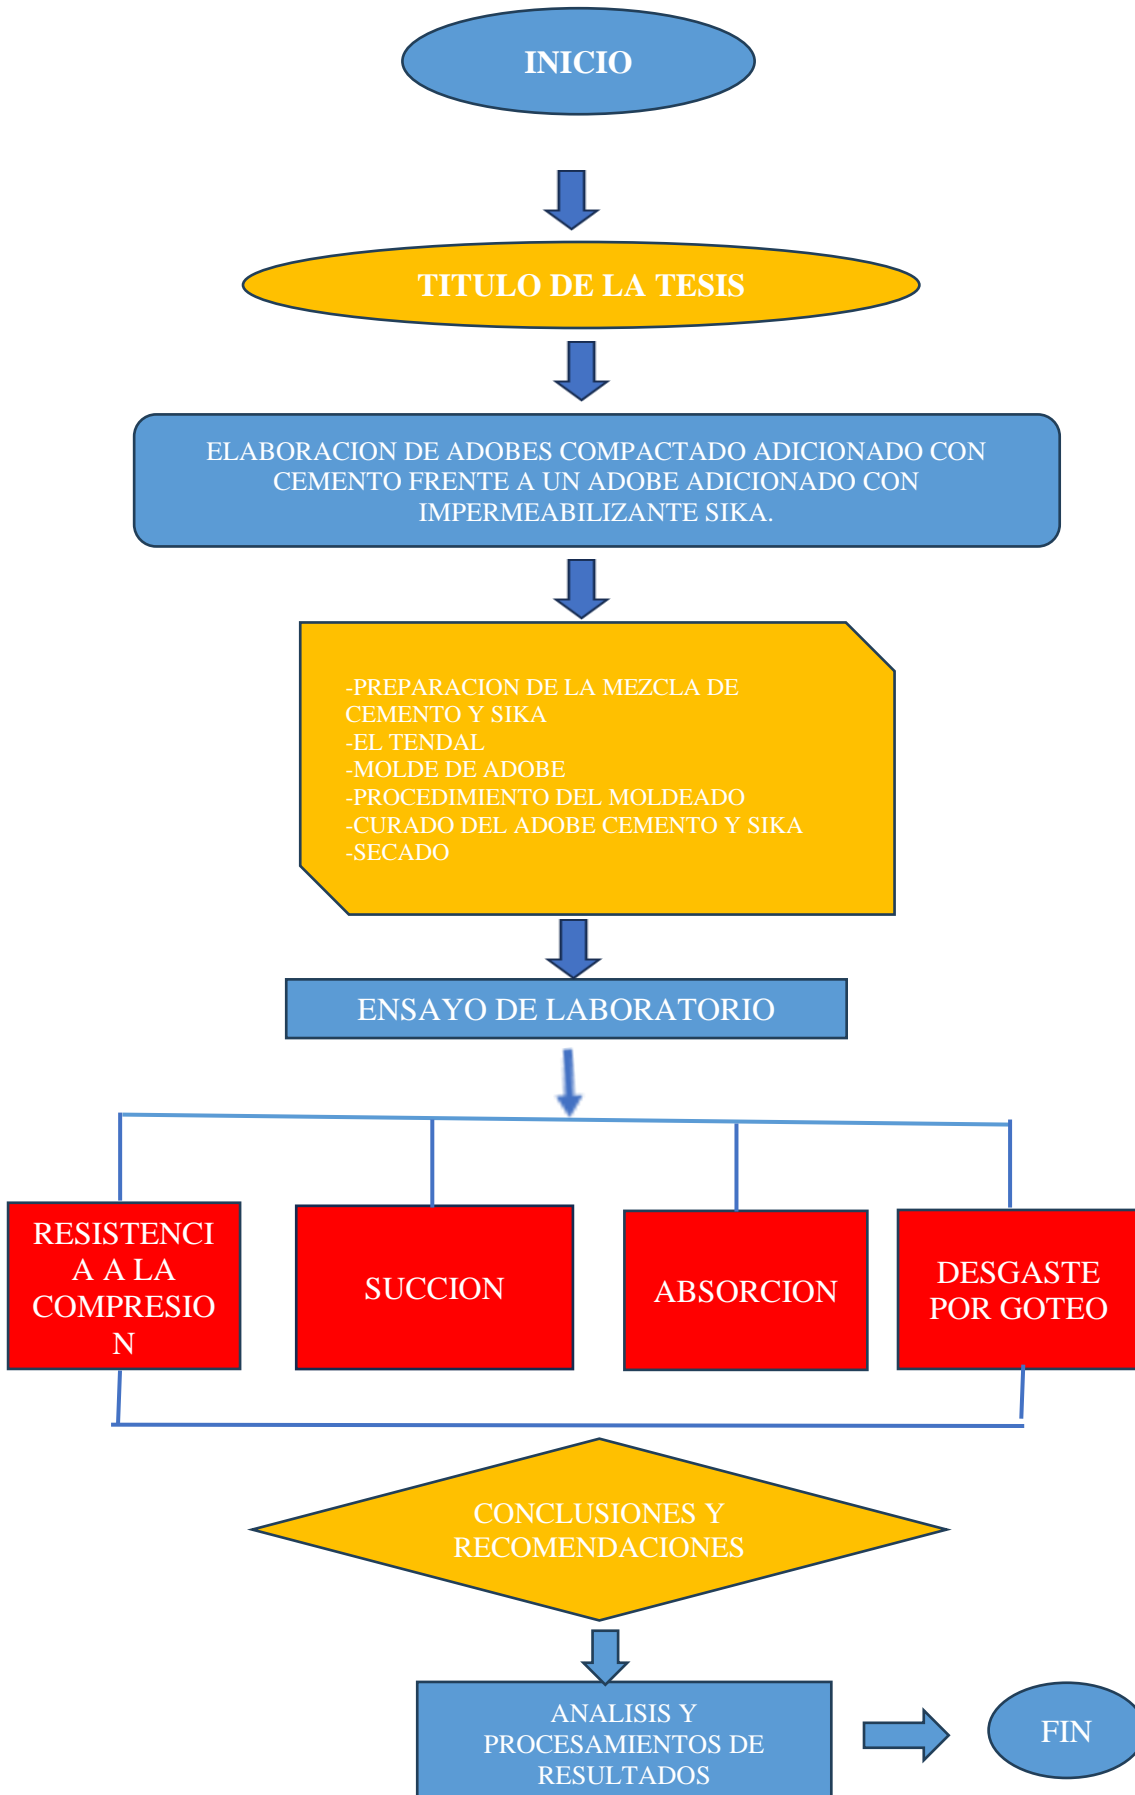 INICIO
TITULO DE LA TESIS
ELABORACION DE ADOBES COMPACTADO ADICIONADO CON
CEMENTO FRENTE A UN ADOBE ADICIONADO CON
IMPERMEABILIZANTE SIKA.
-PREPARACION DE LA MEZCLA DE
CEMENTO Y SIKA
-EL TENDAL
-MOLDE DE ADOBE
-PROCEDIMIENTO DEL MOLDEADO
-CURADO DEL ADOBE CEMENTO Y SIKA
-SECADO
ENSAYO DE LABORATORIO
RESISTENCI
A A LA
COMPRESIO
N
SUCCION
ABSORCION
DESGASTE
POR GOTEO
CONCLUSIONES Y
RECOMENDACIONES
ANALISIS Y
PROCESAMIENTOS DE
RESULTADOS
FIN